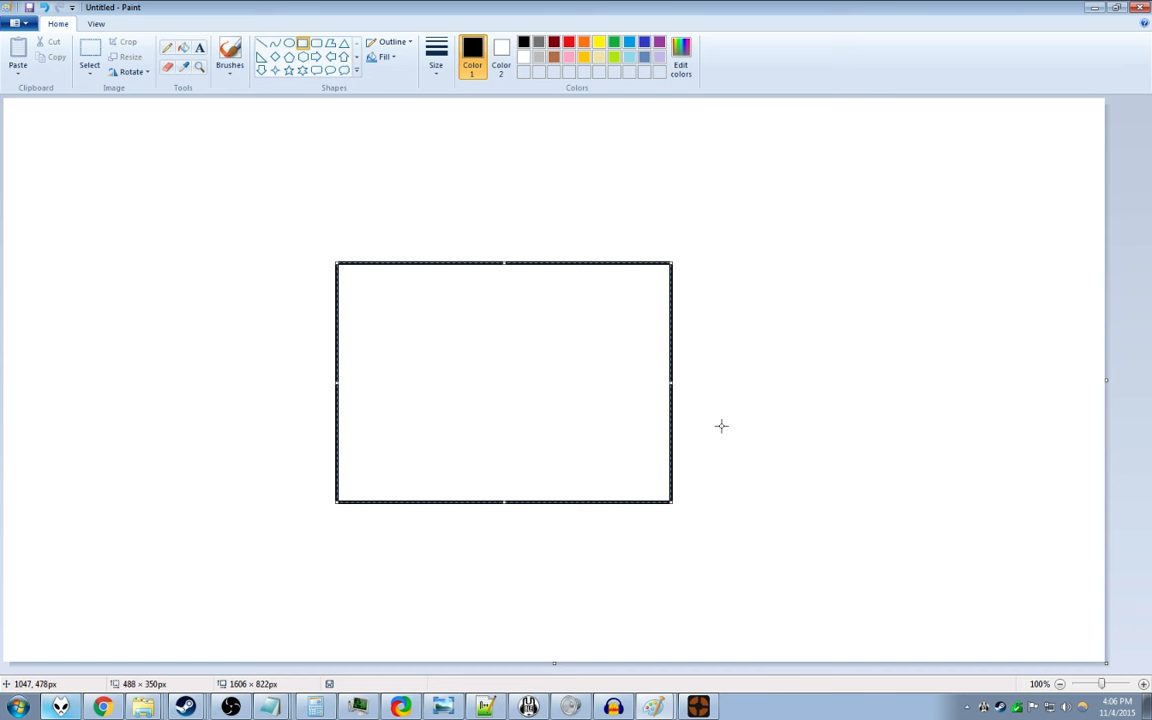 Untitled - Paint
Home View
Paste
Cut
Copy
Clipboard
Select
Crop
Resize
Rotate
Image
A
Tools
Brushes
Outline
Fill
Shapes
Size
Color
1
Color
2
Edit
colors
Colors
1047, 478px
488 × 350px
1606 × 822px
100%
4:06 PM
11/4/2015